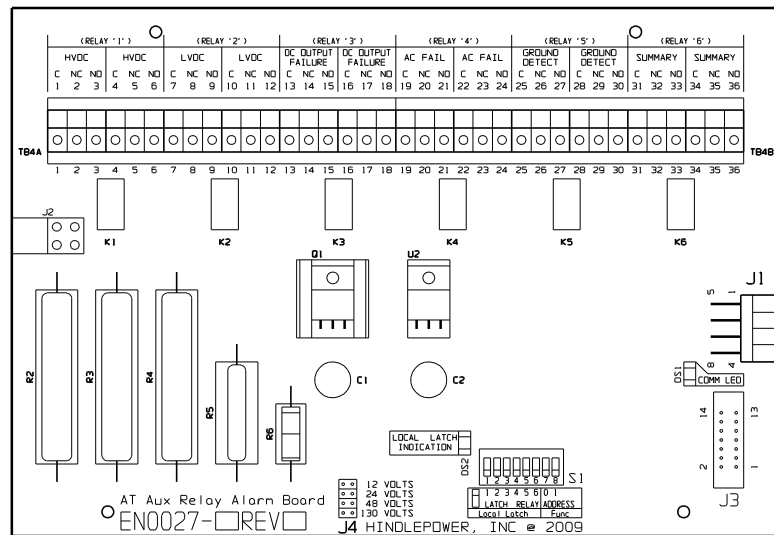 (RELAY '1') (RELAY '2') (RELAY '3') (RELAY '4') (RELAY '5') (RELAY '6')
HVDC HVDC LVDC LVDC DC OUTPUT FAILURE DC OUTPUT FAILURE AC FAIL AC FAIL GROUND DETECT GROUND DETECT SUMMARY SUMMARY
C NC NO C NC NO C NC NO C NC NO C NC NO C NC NO C NC NO C NC NO C NC NO C NC NO C NC NO C NC NO
1 2 3 4 5 6 7 8 9 10 11 12 13 14 15 16 17 18 19 20 21 22 23 24 25 26 27 28 29 30 31 32 33 34 35 36
TB4A TB4B
1 2 3 4 5 6 7 8 9 10 11 12 13 14 15 16 17 18 19 20 21 22 23 24 25 26 27 28 29 30 31 32 33 34 35 36
J2
K1 K2 K3 K4 K5 K6
Q1 U2
J1
5 1
8 4
R2 R3 R4 R5 R6
C1 C2
DS1
COMM LED
14 13
2 1
J3
LOCAL LATCH
INDICATION
DS2
1 2 3 4 5 6 7 8
S1
12 VOLTS
24 VOLTS
48 VOLTS
130 VOLTS
J4
1 2 3 4 5 6 0 1
LATCH RELAY ADDRESS
Local Latch Func
AT Aux Relay Alarm Board
EN0027- REV
HINDLEPOWER, INC @ 2009